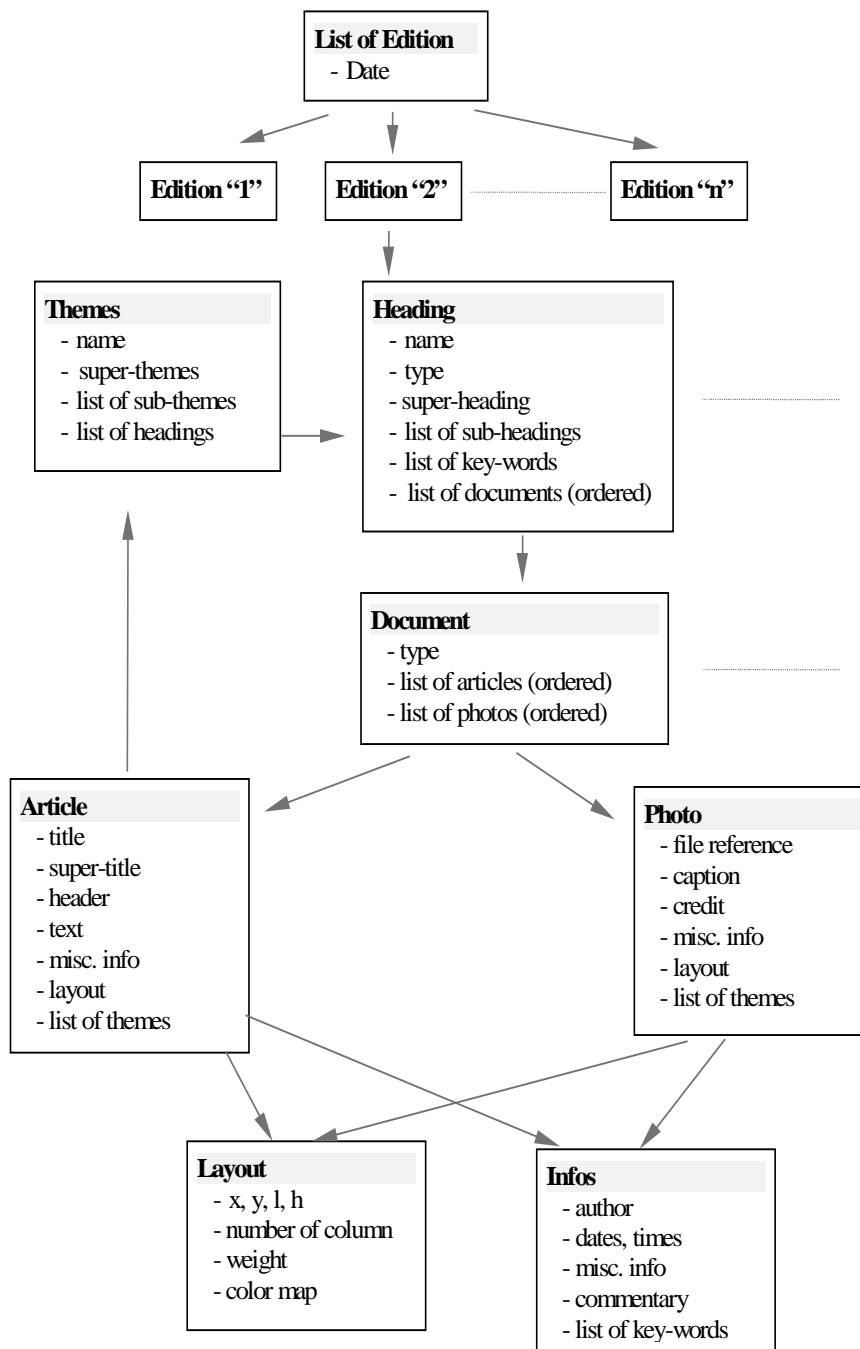 List of Edition
- Date
Edition “1”
Edition “2”
Edition “n”
Themes
- name
- super-themes
- list of sub-themes
- list of headings
Heading
- name
- type
- super-heading
- list of sub-headings
- list of key-words
- list of documents (ordered)
Document
- type
- list of articles (ordered)
- list of photos (ordered)
Article
- title
- super-title
- header
- text
- misc. info
- layout
- list of themes
Photo
- file reference
- caption
- credit
- misc. info
- layout
- list of themes
Layout
- x, y, l, h
- number of column
- weight
- color map
Infos
- author
- dates, times
- misc. info
- commentary
- list of key-words